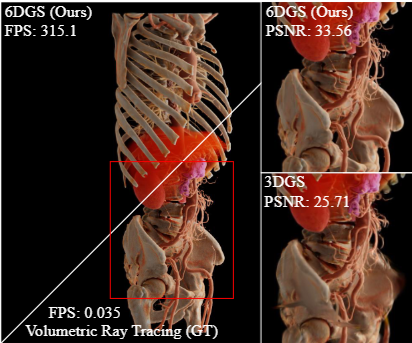 6DGS (Ours)
FPS: 315.1
FPS: 0.035
Volumetric Ray Tracing (GT)
6DGS (Ours)
PSNR: 33.56
3DGS
PSNR: 25.71